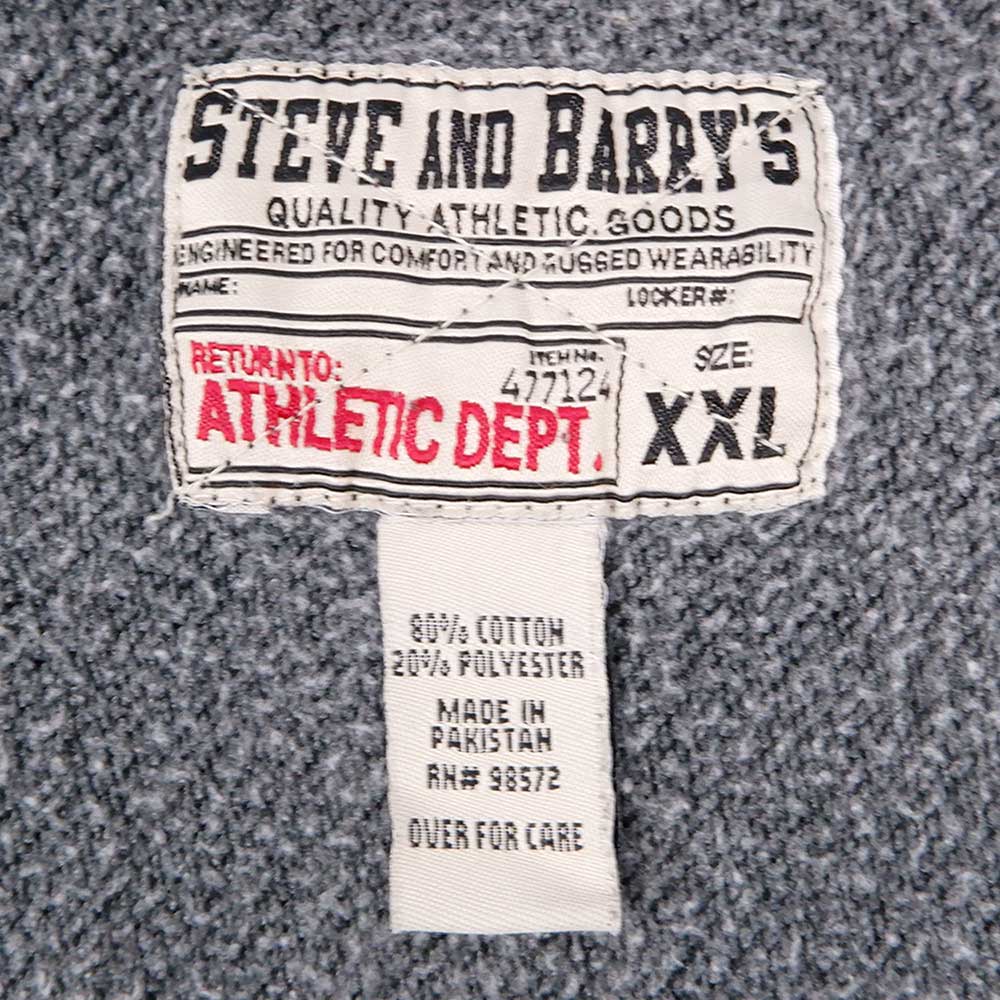 STEVE AND BARRY'S
QUALITY ATHLETIC GOODS
ENGINEERED FOR COMFORT AND RUGGED WEARABILITY
NAME: LOCKER#:
RETURN TO: ITEM No. SIZE:
477124
ATHLETIC DEPT. XXL
80% COTTON
20% POLYESTER
MADE IN
PAKISTAN
RN# 98572
OVER FOR CARE